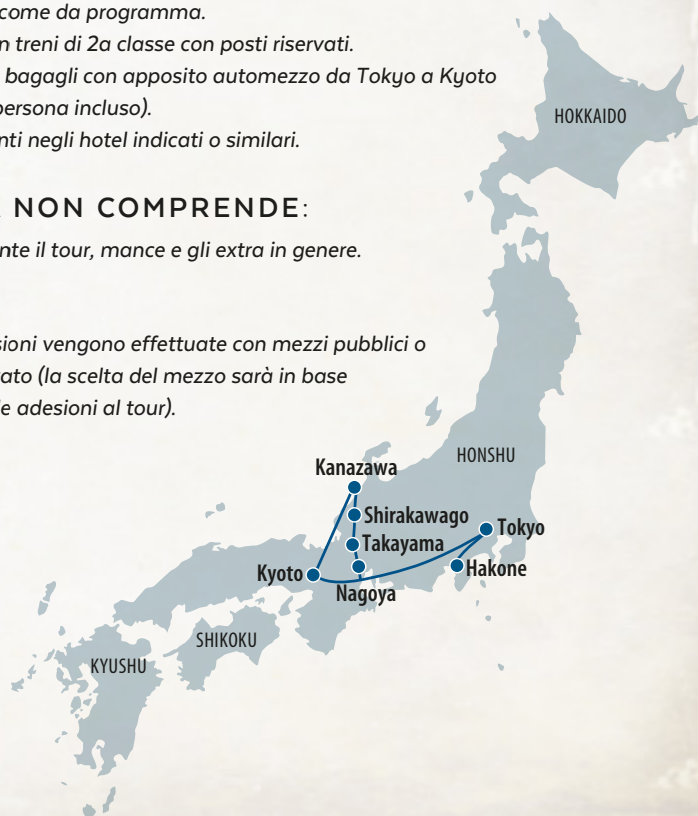 come da programma.
n treni di 2a classe con posti riservati.
bagagli con apposito automezzo da Tokyo a Kyoto
persona incluso).
nti negli hotel indicati o similari.
NON COMPRENDE:
nte il tour, mance e gli extra in genere.
sioni vengono effettuate con mezzi pubblici o
ato (la scelta del mezzo sarà in base
le adesioni al tour).
HOKKAIDO
HONSHU
Kanazawa
Shirakawago
Tokyo
Takayama
Hakone
Kyoto
Nagoya
SHIKOKU
KYUSHU